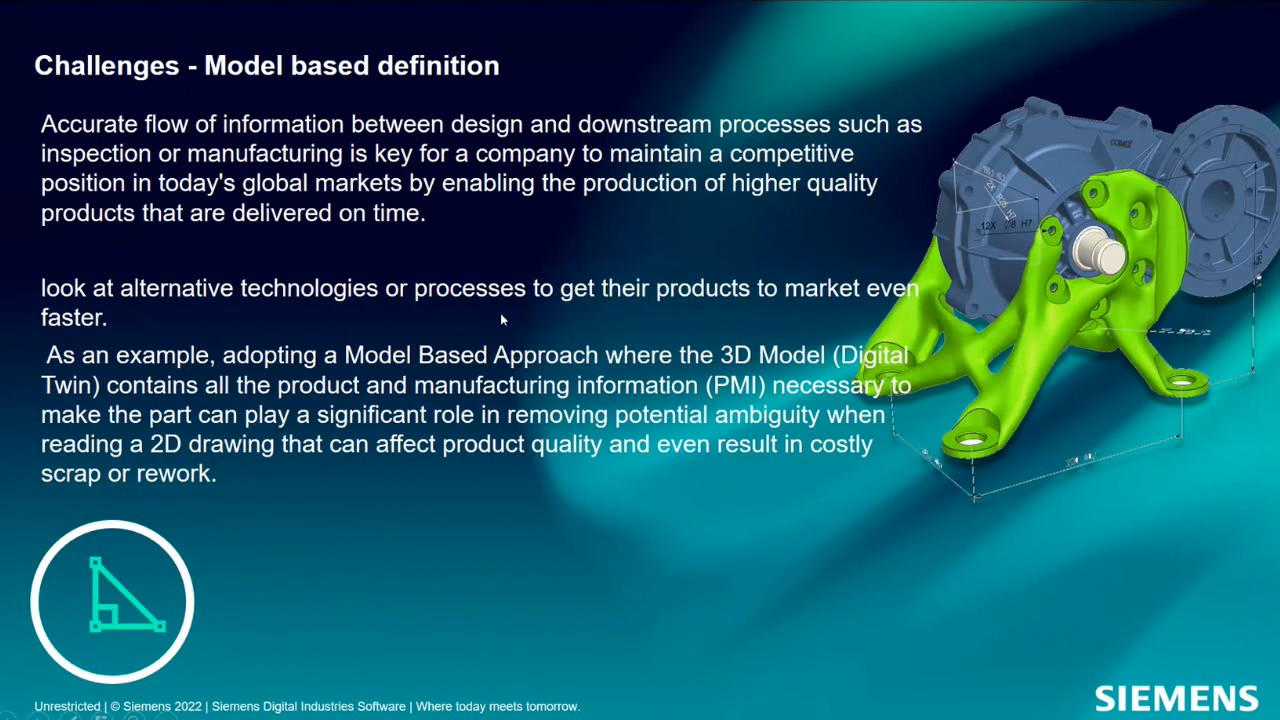 Challenges - Model based definition
Accurate flow of information between design and downstream processes such as
inspection or manufacturing is key for a company to maintain a competitive
position in today's global markets by enabling the production of higher quality
products that are delivered on time.
look at alternative technologies or processes to get their products to market even
faster.
As an example, adopting a Model Based Approach where the 3D Model (Digital
Twin) contains all the product and manufacturing information (PMI) necessary to
make the part can play a significant role in removing potential ambiguity when
reading a 2D drawing that can affect product quality and even result in costly
scrap or rework.
12X
H7
Unrestricted | © Siemens 2022 | Siemens Digital Industries Software | Where today meets tomorrow.
SIEMENS